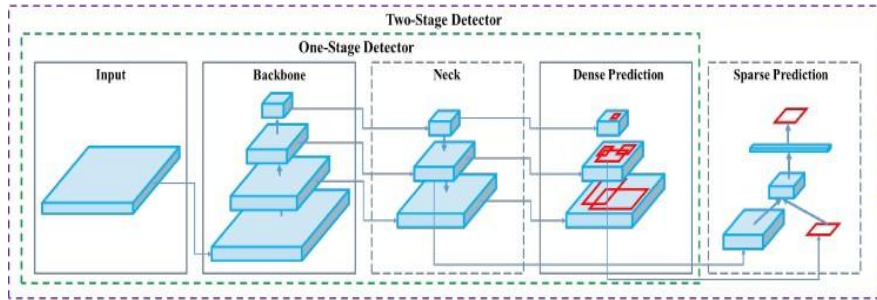 Two-Stage Detector
One-Stage Detector
Input
Backbone
Neck
Dense Prediction
Sparse Prediction